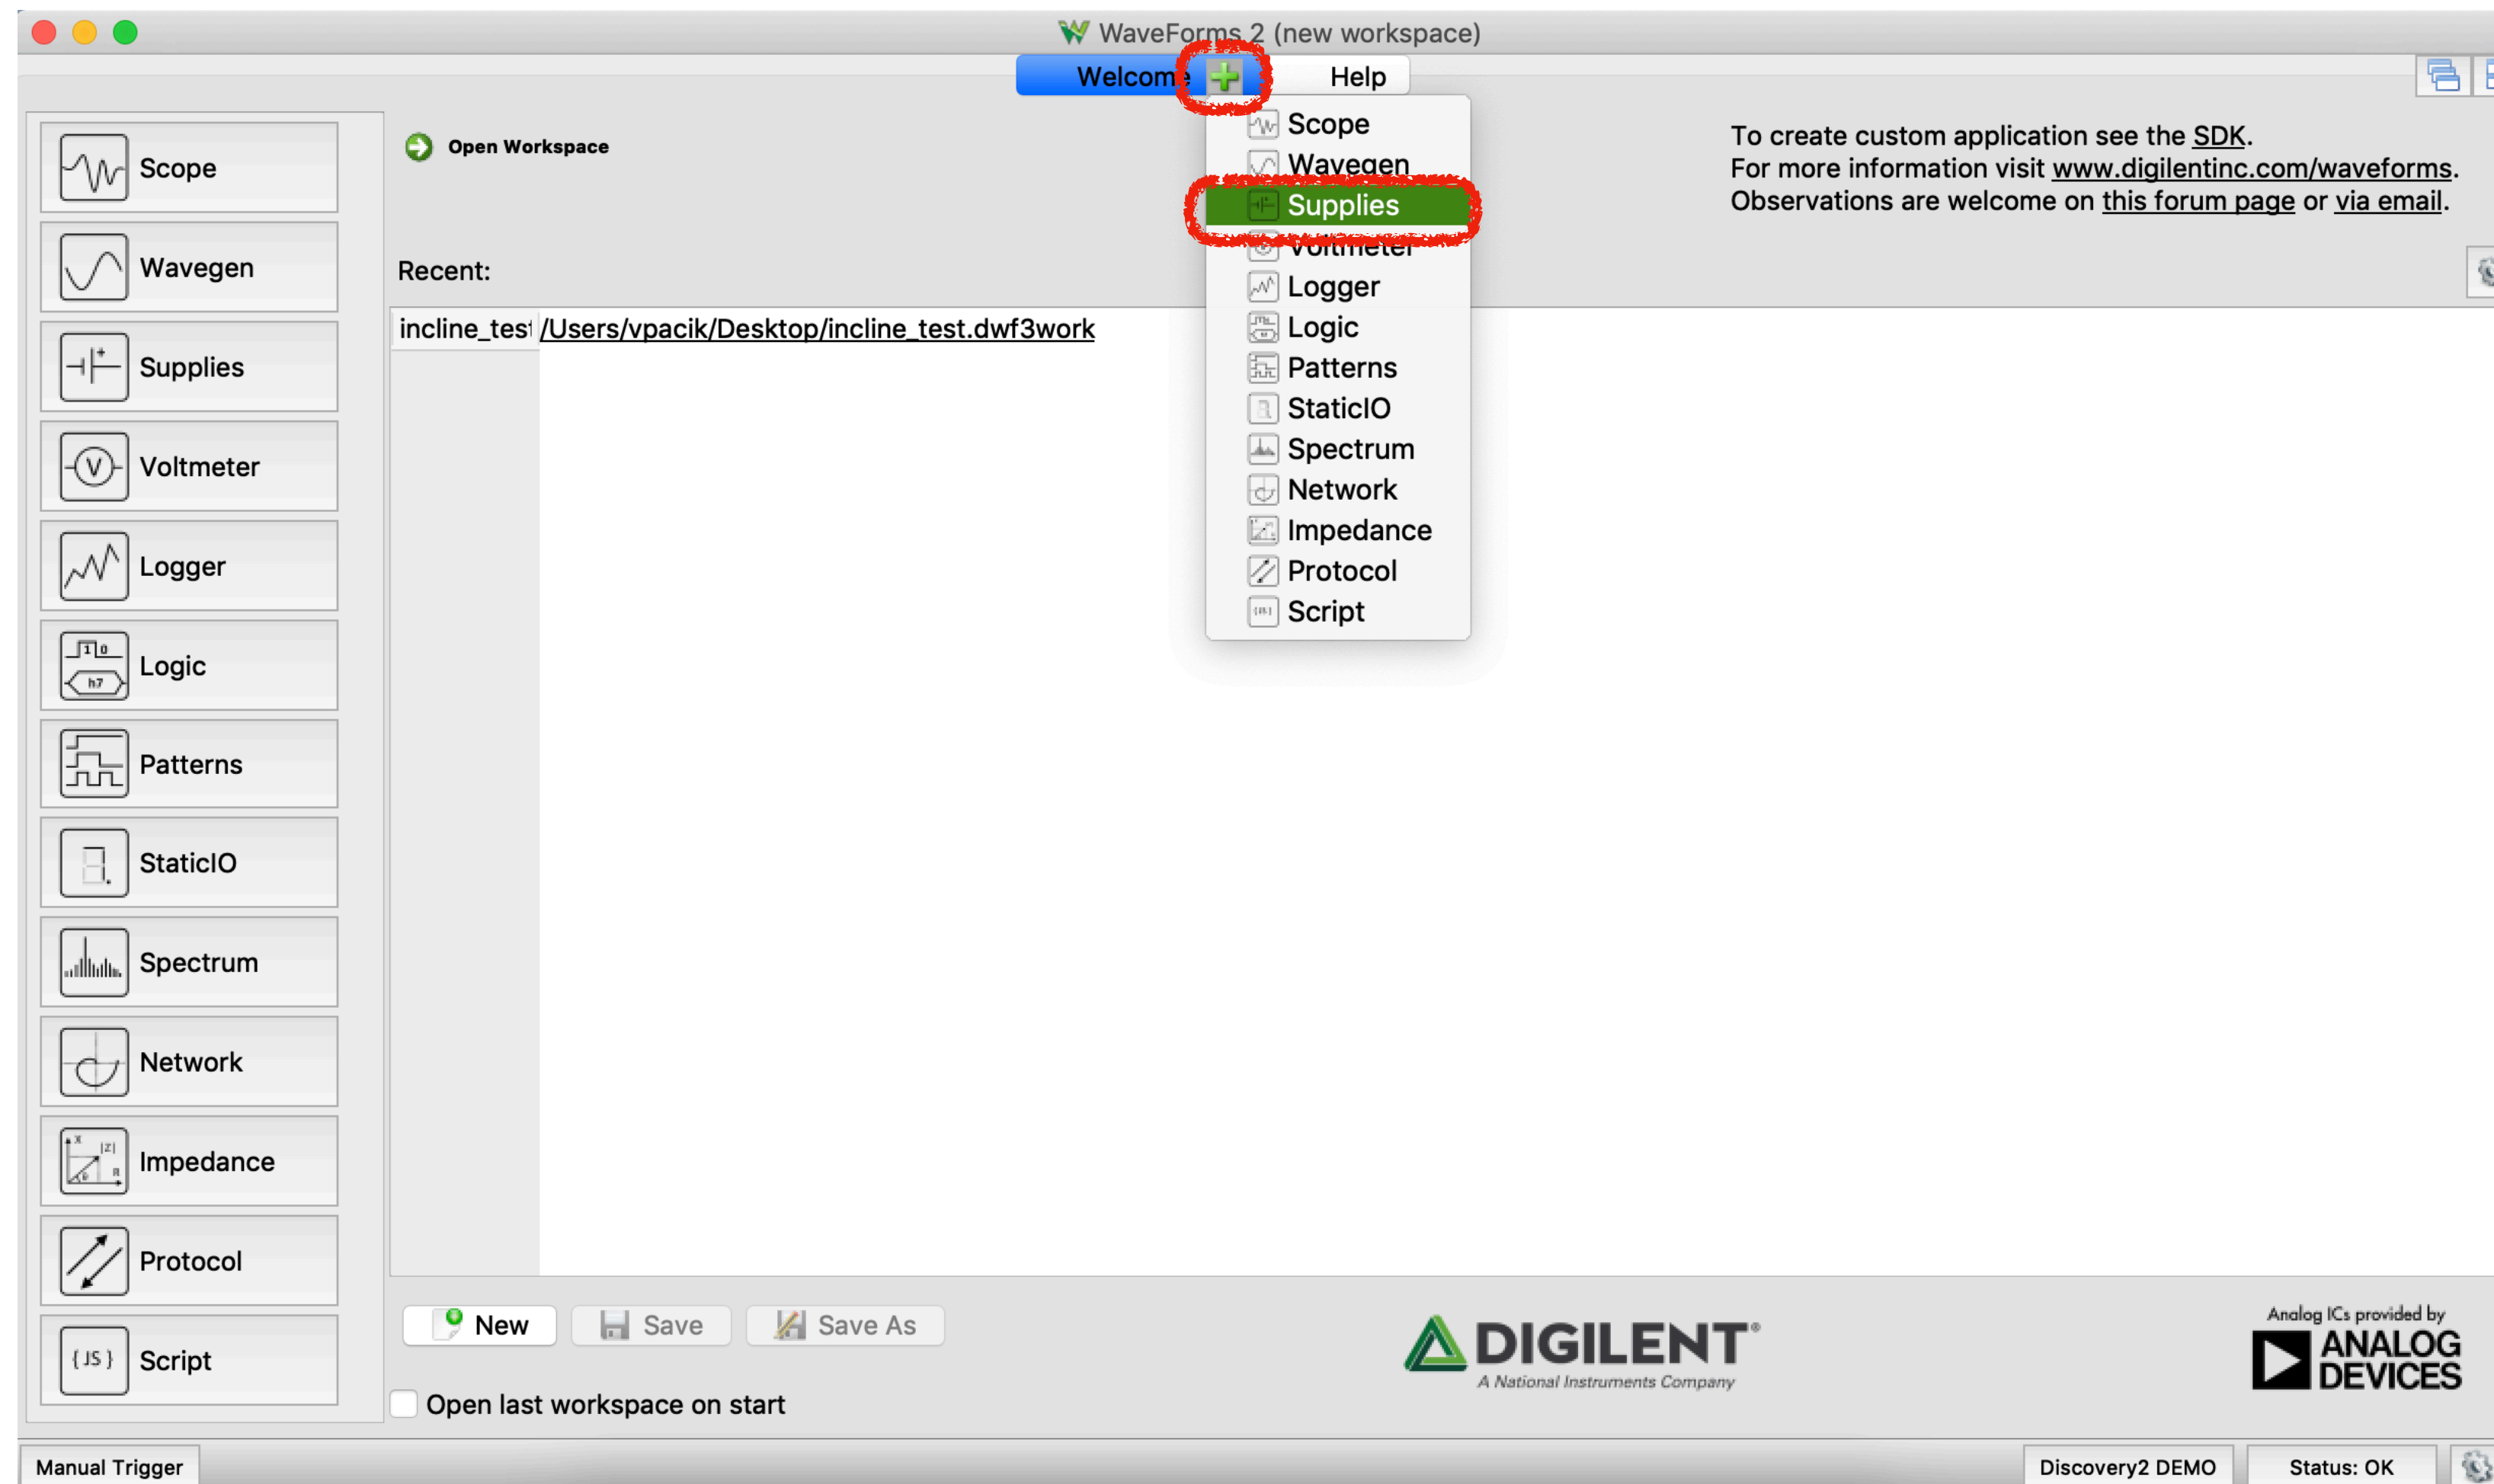 WaveForms 2 (new workspace)
Welcome
Help
Scope
Wavegen
Supplies
Voltmeter
Logger
Logic
Patterns
StaticIO
Spectrum
Network
Impedance
Protocol
Script
Open Workspace
To create custom application see the SDK.
For more information visit www.digilentinc.com/waveforms.
Observations are welcome on this forum page or via email.
Recent:
incline_test /Users/vpacik/Desktop/incline_test.dwf3work
Scope
Wavegen
Supplies
Voltmeter
Logger
Logic
Patterns
StaticIO
Spectrum
Network
Impedance
Protocol
{JS} Script
New
Save
Save As
Open last workspace on start
DIGILENT®
A National Instruments Company
Analog ICs provided by
ANALOG
DEVICES
Manual Trigger
Discovery2 DEMO
Status: OK